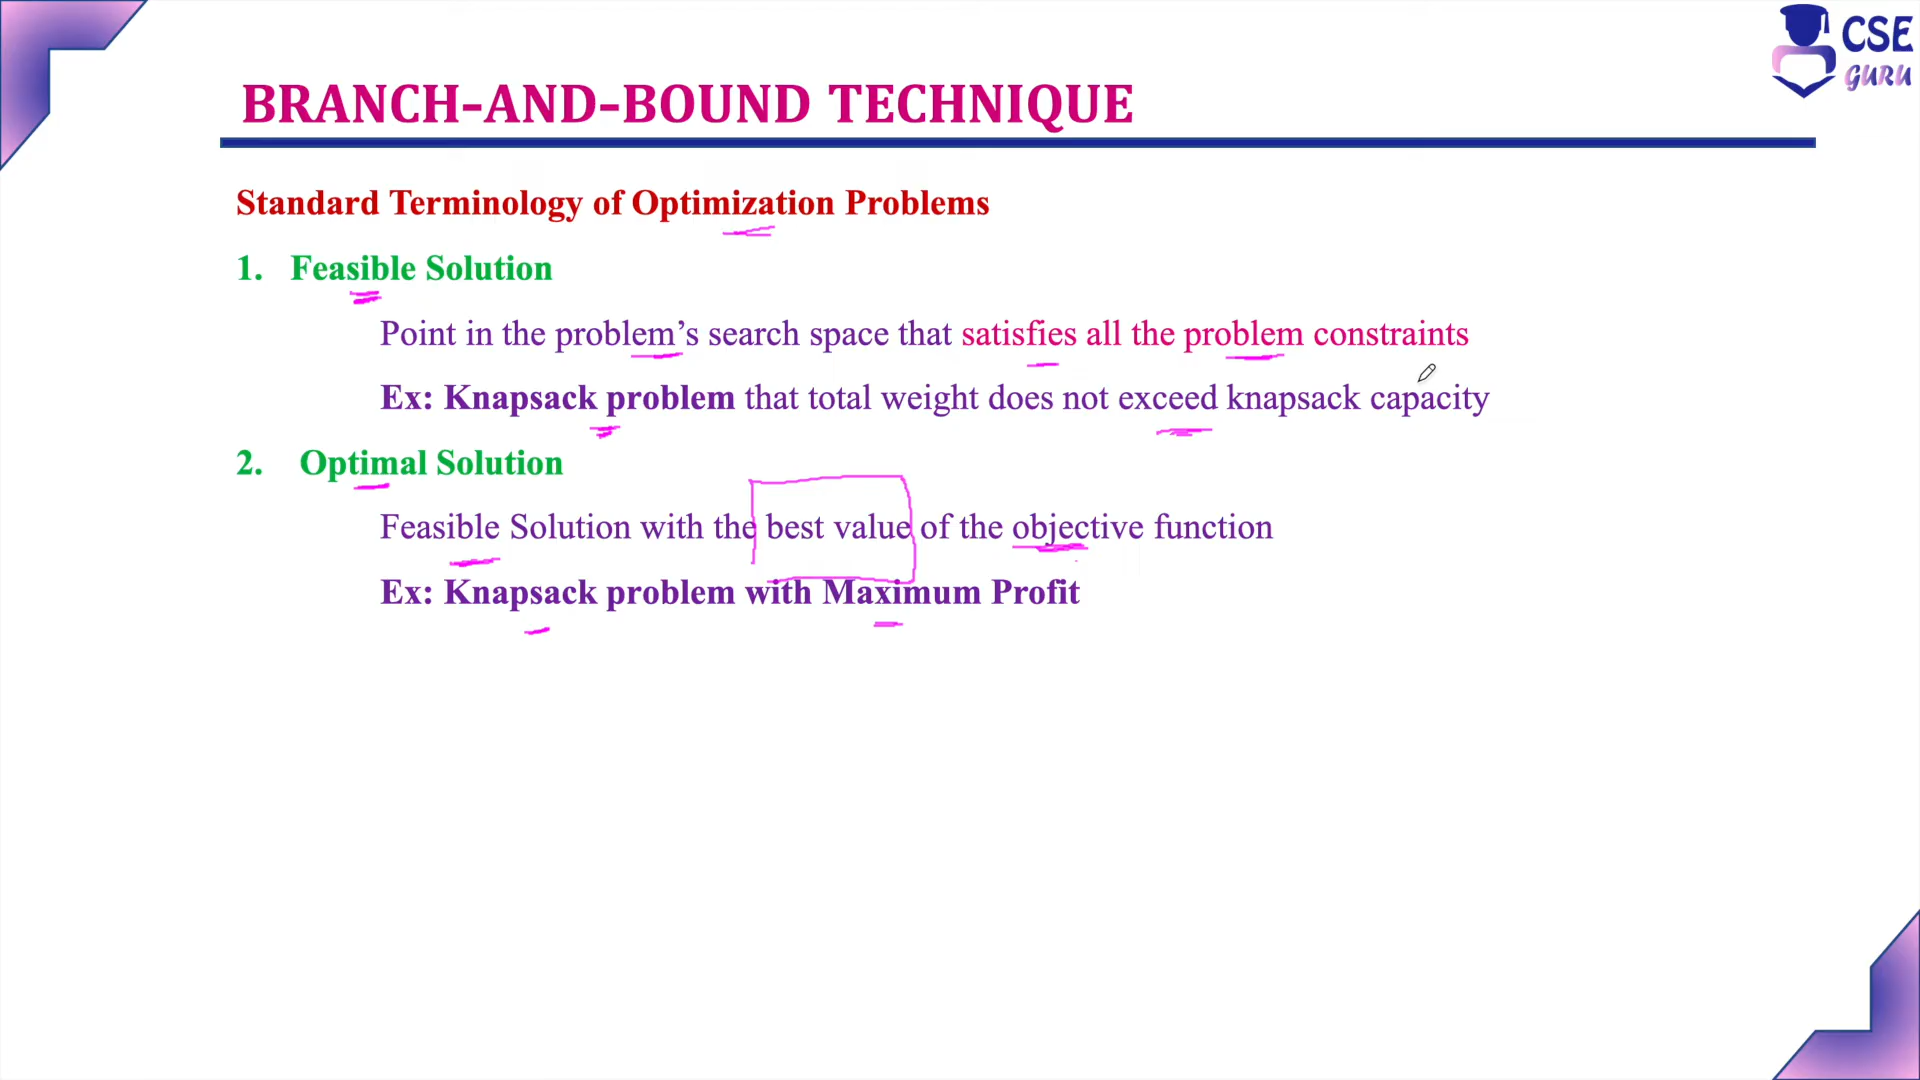 CSE
GURU
BRANCH-AND-BOUND TECHNIQUE
Standard Terminology of Optimization Problems
1. Feasible Solution
Point in the problem’s search space that satisfies all the problem constraints
Ex: Knapsack problem that total weight does not exceed knapsack capacity
2. Optimal Solution
Feasible Solution with the best value of the objective function
Ex: Knapsack problem with Maximum Profit